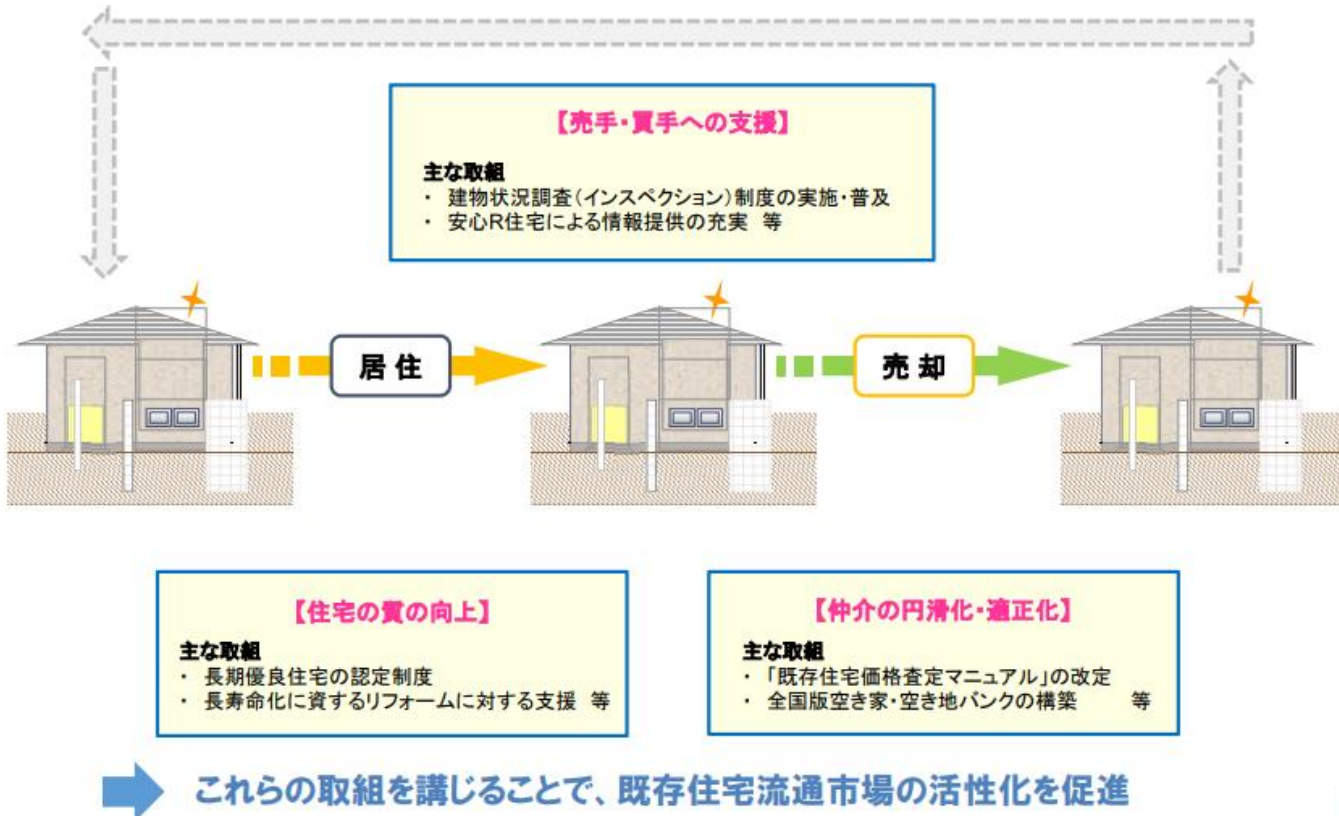 【売手・買手への支援】
主な取組
・ 建物状況調査(インスペクション)制度の実施・普及
・ 安心R住宅による情報提供の充実 等
居 住
売 却
【住宅の質の向上】
主な取組
・ 長期優良住宅の認定制度
・ 長寿命化に資するリフォームに対する支援 等
【仲介の円滑化・適正化】
主な取組
・ 「既存住宅価格査定マニュアル」の改定
・ 全国版空き家・空き地バンクの構築 等
これらの取組を講じることで、既存住宅流通市場の活性化を促進